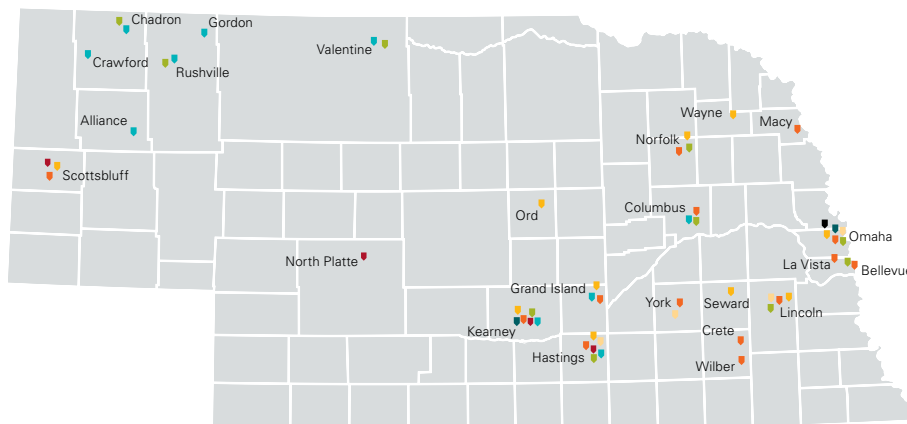 Chadron
Gordon
Valentine
Crawford
Rushville
Alliance
Wayne
Macy
Norfolk
Scottsbluff
Ord
Columbus
Omaha
North Platte
La Vista
Bellevue
Grand Island
York
Seward
Lincoln
Kearney
Crete
Hastings
Wilber